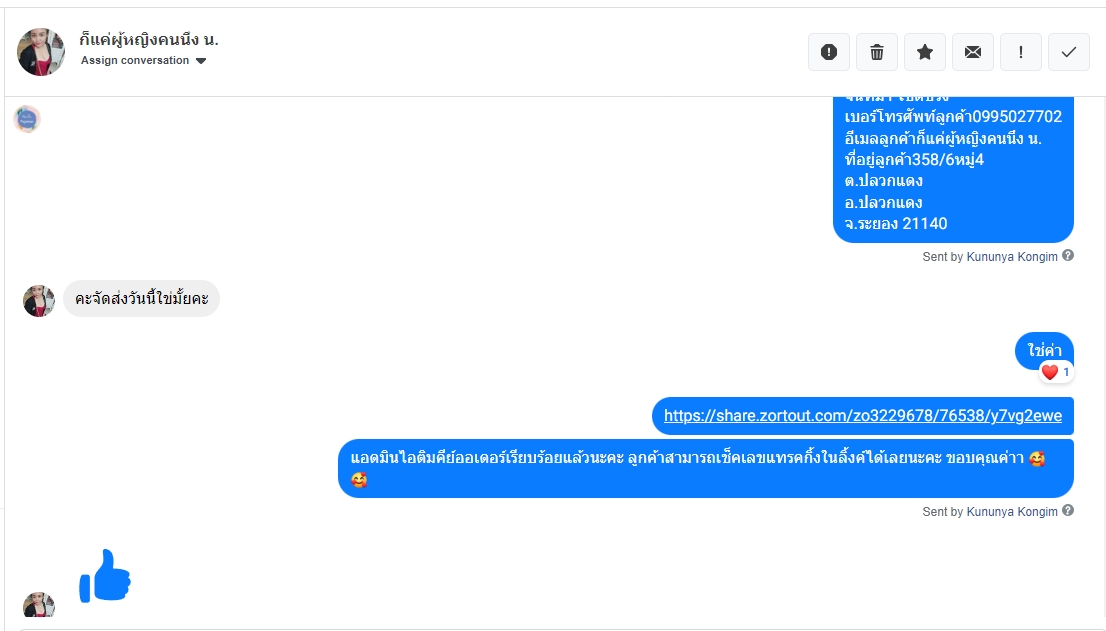 ก็แค่ผู้หญิงคนนึง น.
Assign conversation
เบอร์โทรศัพท์ลูกค้า0995027702
อีเมลลูกค้าก็แค่ผู้หญิงคนนึง น.
ที่อยู่ลูกค้า358/6หมู่4
ต.ปลวกแดง
อ.ปลวกแดง
จ.ระยอง 21140
Sent by Kununya Kongim
คะจัดส่งวันนี้ใข่มั้ยคะ
ใช่ค่า
1
https://share.zortout.com/zo3229678/76538/y7vg2ewe
แอดมินไอติมคีย์ออเดอร์เรียบร้อยแล้วนะคะ ลูกค้าสามารถเช็คเลขแทรคกิ้งในลิ้งค์ได้เลยนะคะ ขอบคุณค่าา 🥰
🥰
Sent by Kununya Kongim